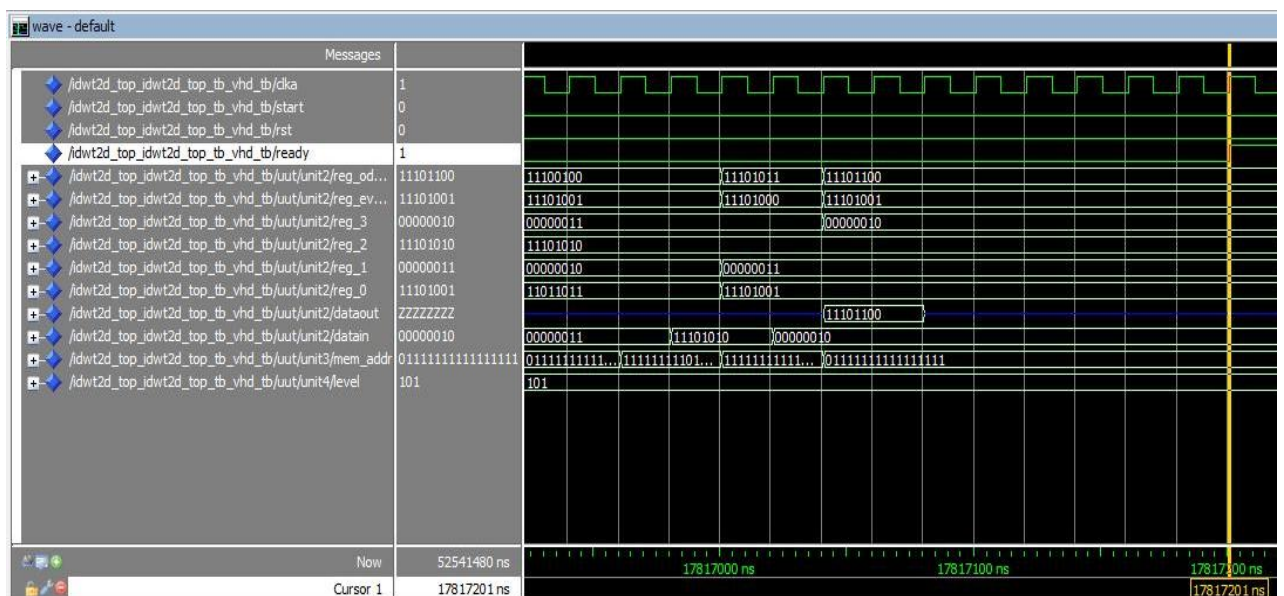 wave - default
Messages
/idwt2d_top_idwt2d_top_tb_vhd_tb/clka 1
/idwt2d_top_idwt2d_top_tb_vhd_tb/start 0
/idwt2d_top_idwt2d_top_tb_vhd_tb/rst 0
/idwt2d_top_idwt2d_top_tb_vhd_tb/ready 1
/idwt2d_top_idwt2d_top_tb_vhd_tb/uut/unit2/reg_od... 11101100 11100100 11101011 11101100
/idwt2d_top_idwt2d_top_tb_vhd_tb/uut/unit2/reg_ev... 11101001 11101001 11101000 11101001
/idwt2d_top_idwt2d_top_tb_vhd_tb/uut/unit2/reg_3 00000010 00000011 00000010
/idwt2d_top_idwt2d_top_tb_vhd_tb/uut/unit2/reg_2 11101010 11101010
/idwt2d_top_idwt2d_top_tb_vhd_tb/uut/unit2/reg_1 00000011 00000010 00000011
/idwt2d_top_idwt2d_top_tb_vhd_tb/uut/unit2/reg_0 11101001 11011011 11101001
/idwt2d_top_idwt2d_top_tb_vhd_tb/uut/unit2/dataout ZZZZZZZZ 11101100
/idwt2d_top_idwt2d_top_tb_vhd_tb/uut/unit2/datain 00000010 00000011 11101010 00000010
/idwt2d_top_idwt2d_top_tb_vhd_tb/uut/unit3/mem_addr 01111111111111111 01111111111... 11111111101... 11111111111... 01111111111111111
/idwt2d_top_idwt2d_top_tb_vhd_tb/uut/unit4/level 101 101
Now 52541480 ns 17817000 ns 17817100 ns 17817200 ns
Cursor 1 17817201 ns 17817201 ns